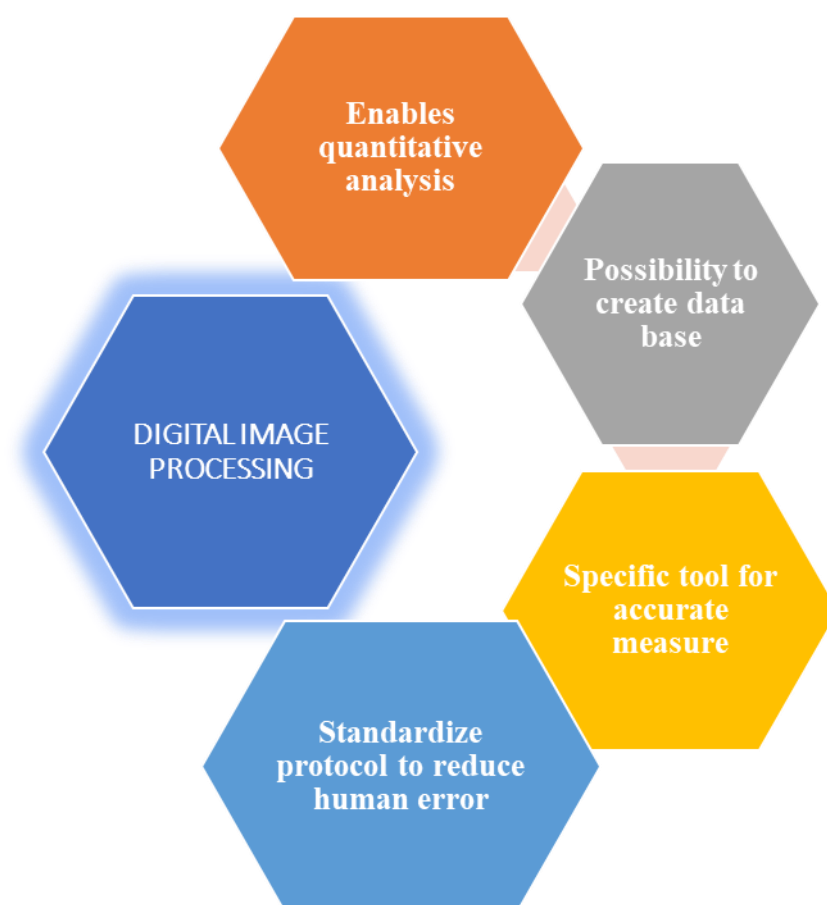 Enables
quantitative
analysis
Possibility to
create data
base
DIGITAL IMAGE
PROCESSING
Specific tool for
accurate
measure
Standardize
protocol to reduce
human error